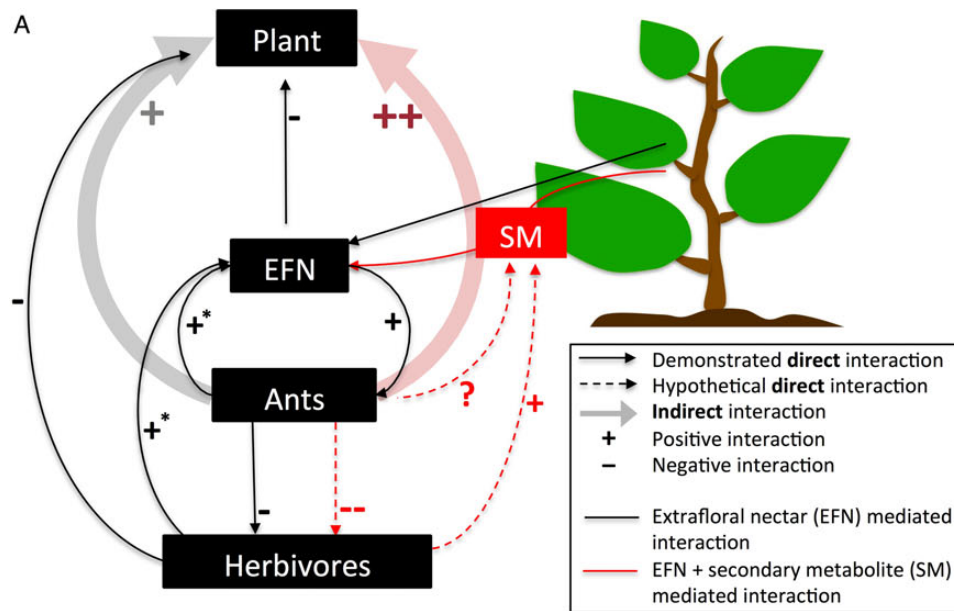 A
Plant
+
++
-
SM
EFN
-
+*
+
Ants
?
+
+*
-
--
Herbivores
Demonstrated direct interaction
Hypothetical direct interaction
Indirect interaction
+ Positive interaction
– Negative interaction
Extrafloral nectar (EFN) mediated
interaction
EFN + secondary metabolite (SM)
mediated interaction